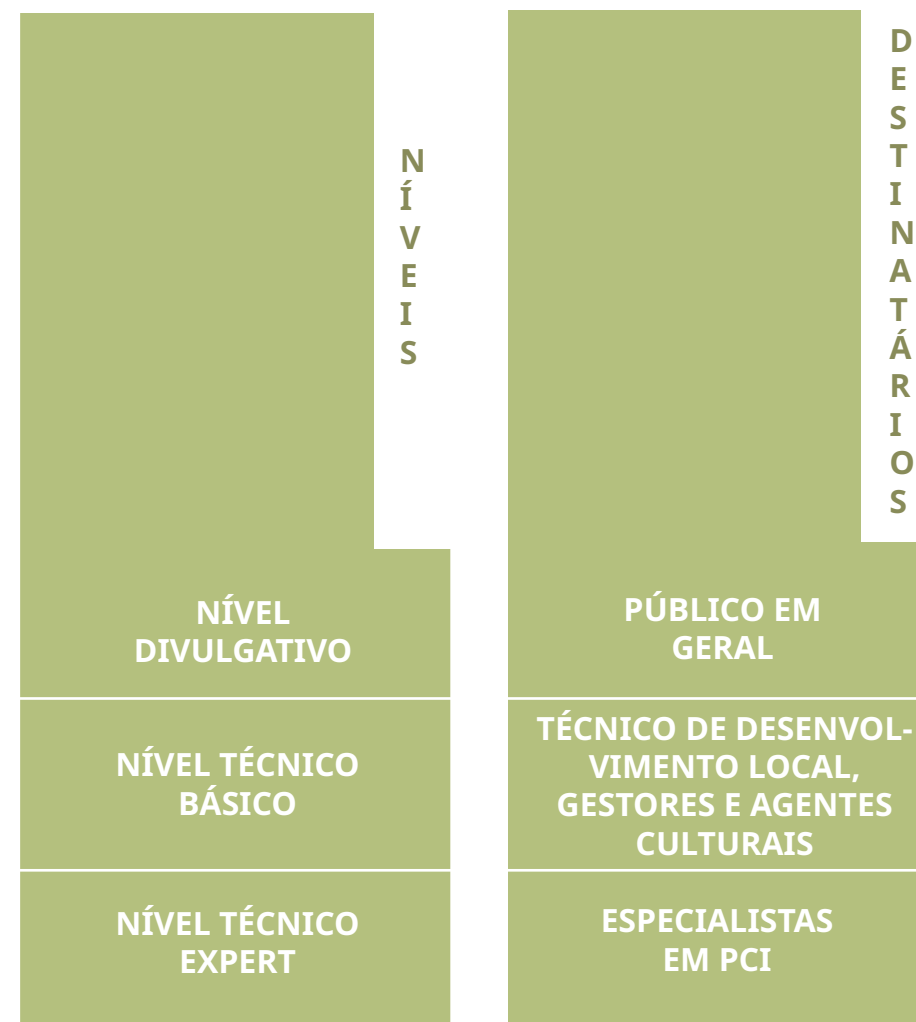 NÍVEIS
NÍVEL
DIVULGATIVO
NÍVEL TÉCNICO
BÁSICO
NÍVEL TÉCNICO
EXPERT
DESTINATÁRIOS
PÚBLICO EM
GERAL
TÉCNICO DE DESENVOL-
VIMENTO LOCAL,
GESTORES E AGENTES
CULTURAIS
ESPECIALISTAS
EM PCI